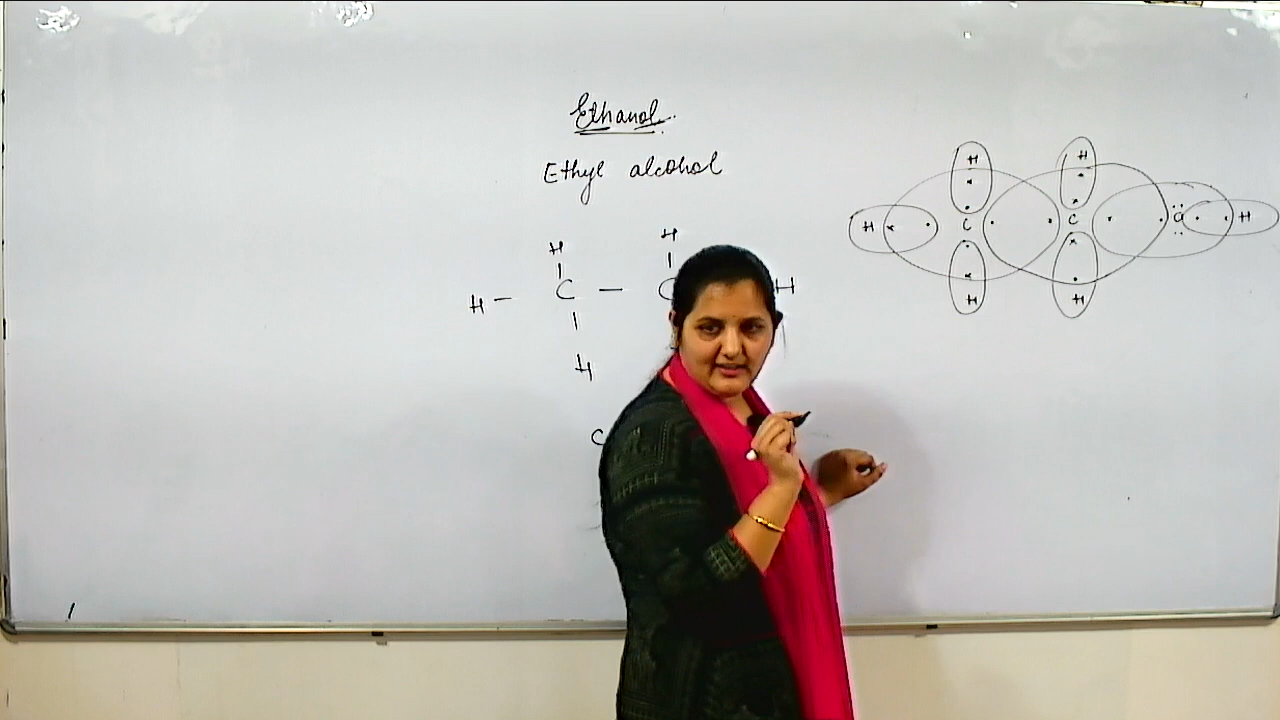 Ethanol
Ethyl alcohol
H H
H – C – C H
H
C
H H
H C C O H
H H